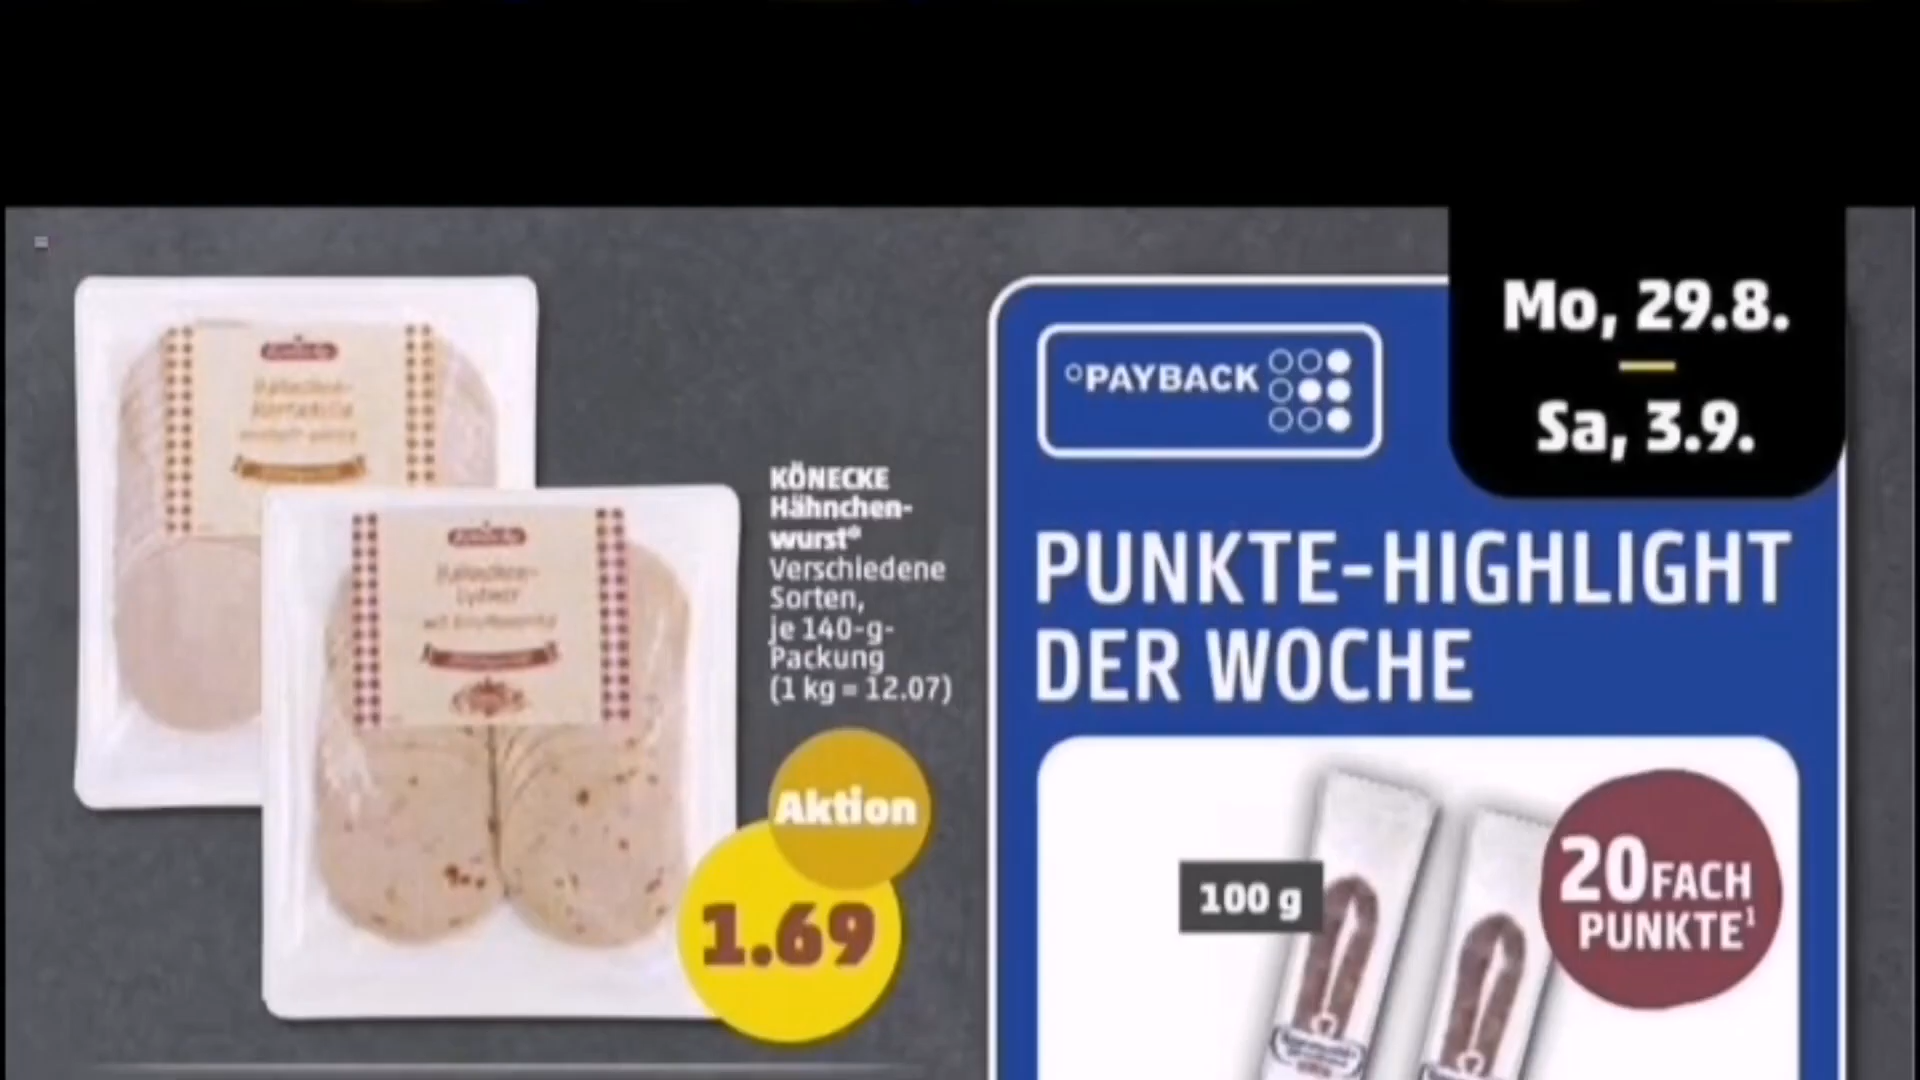 KÖNECKE
Hähnchen-
wurst*
Verschiedene
Sorten,
je 140-g-
Packung
(1 kg = 12.07)
Aktion
1.69
°PAYBACK
Mo, 29.8.
–
Sa, 3.9.
PUNKTE-HIGHLIGHT
DER WOCHE
100 g
20FACH
PUNKTE¹